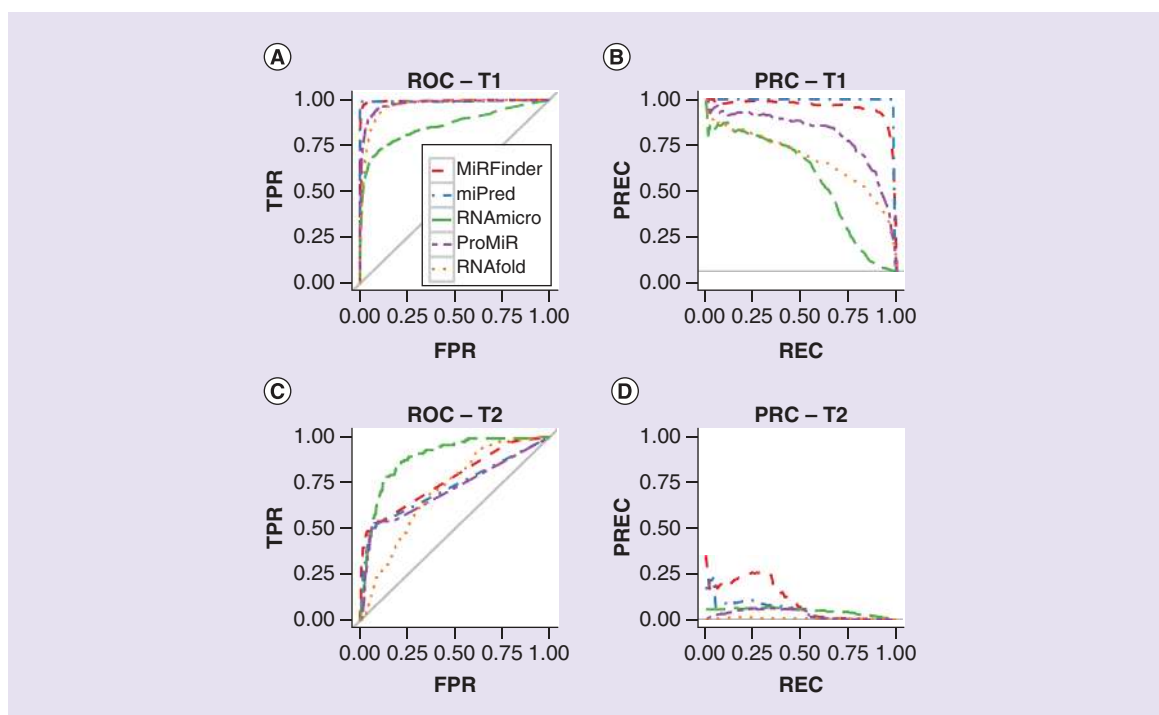 A
ROC – T1
TPR
1.00
0.75
0.50
0.25
0.00
0.00 0.25 0.50 0.75 1.00
FPR
MiRFinder
miPred
RNAmicro
ProMiR
RNAfold
B
PRC – T1
PREC
1.00
0.75
0.50
0.25
0.00
0.00 0.25 0.50 0.75 1.00
REC
C
ROC – T2
TPR
1.00
0.75
0.50
0.25
0.00
0.00 0.25 0.50 0.75 1.00
FPR
D
PRC – T2
PREC
1.00
0.75
0.50
0.25
0.00
0.00 0.25 0.50 0.75 1.00
REC